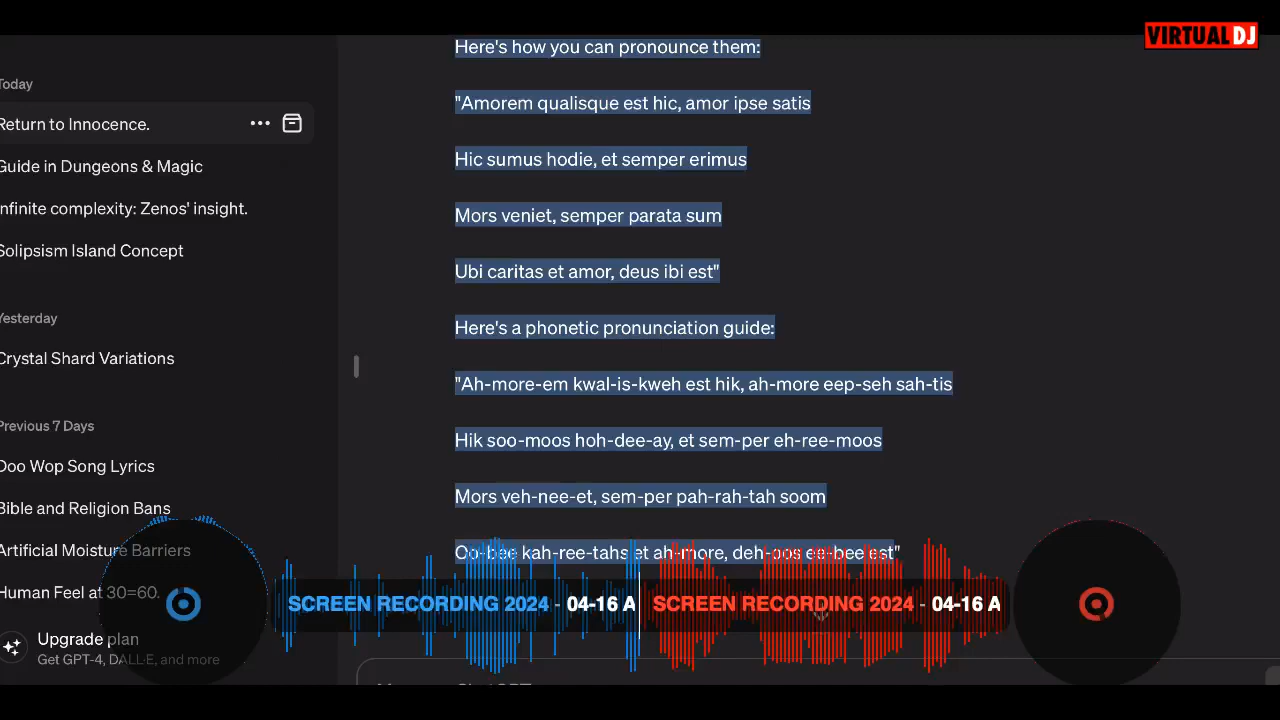 VIRTUAL DJ
Today
Return to Innocence.
Guide in Dungeons & Magic
nfinite complexity: Zenos' insight.
Solipsism Island Concept
Yesterday
Crystal Shard Variations
Previous 7 Days
Doo Wop Song Lyrics
Bible and Religion Bans
Artificial Moisture Barriers
Human Feel at 30=60.
Upgrade plan
Get GPT-4, DALL·E, and more
Here's how you can pronounce them:
"Amorem qualisque est hic, amor ipse satis
Hic sumus hodie, et semper erimus
Mors veniet, semper parata sum
Ubi caritas et amor, deus ibi est"
Here's a phonetic pronunciation guide:
"Ah-more-em kwal-is-kweh est hik, ah-more eep-seh sah-tis
Hik soo-moos hoh-dee-ay, et sem-per eh-ree-moos
Mors veh-nee-et, sem-per pah-rah-tah soom
kah-ree-tahs et ah-more, est"
SCREEN RECORDING 2024 - 04-16 A
SCREEN RECORDING 2024 - 04-16 A